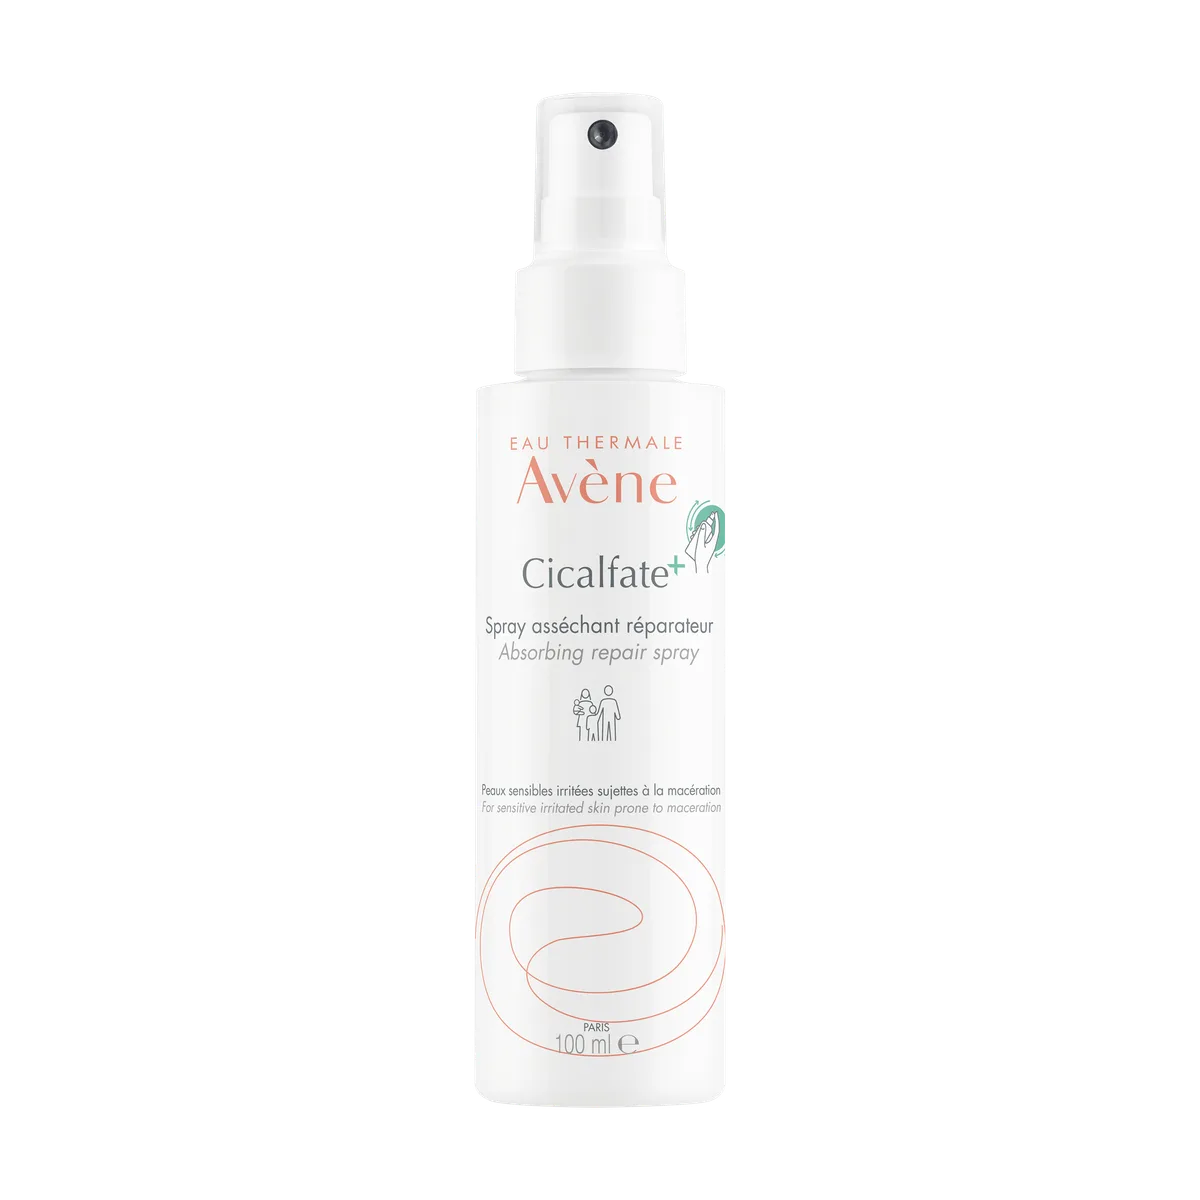 EAU THERMALE
Avène
Cicalfate+
Spray asséchant réparateur
Absorbing repair spray
Peaux sensibles irritées sujettes à la macération
For sensitive irritated skin prone to maceration
PARIS
100 ml ℮